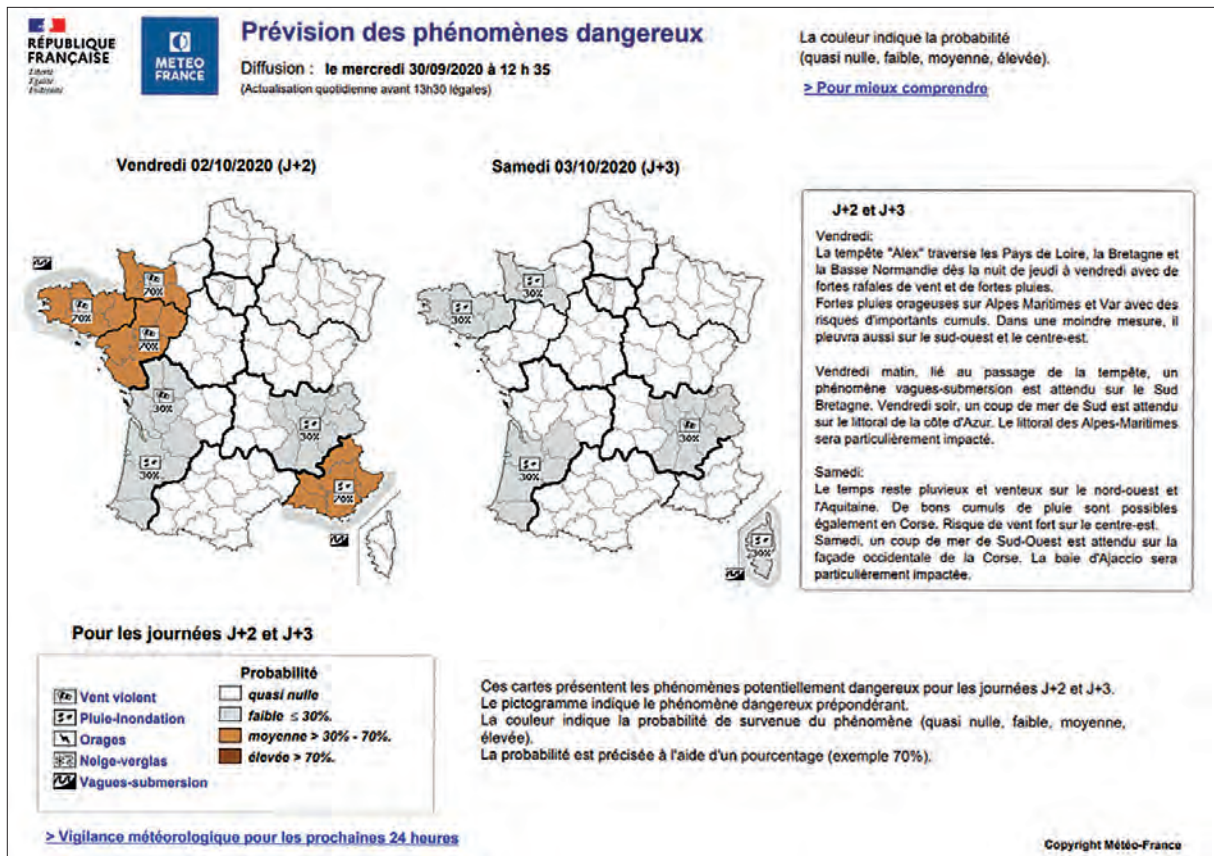 RÉPUBLIQUE
FRANÇAISE
Liberté
Égalité
Fraternité
METEO
FRANCE
Prévision des phénomènes dangereux
Diffusion : le mercredi 30/09/2020 à 12 h 35
(Actualisation quotidienne avant 13h30 légales)
La couleur indique la probabilité
(quasi nulle, faible, moyenne, élevée).
> Pour mieux comprendre
Vendredi 02/10/2020 (J+2)
70%
70%
70%
30%
30%
30%
70%
Samedi 03/10/2020 (J+3)
30%
30%
30%
30%
30%
J+2 et J+3
Vendredi:
La tempête "Alex" traverse les Pays de Loire, la Bretagne et
la Basse Normandie dès la nuit de jeudi à vendredi avec de
fortes rafales de vent et de fortes pluies.
Fortes pluies orageuses sur Alpes Maritimes et Var avec des
risques d'importants cumuls. Dans une moindre mesure, il
pleuvra aussi sur le sud-ouest et le centre-est.
Vendredi matin, lié au passage de la tempête, un
phénomène vagues-submersion est attendu sur le Sud
Bretagne. Vendredi soir, un coup de mer de Sud est attendu
sur le littoral de la côte d'Azur. Le littoral des Alpes-Maritimes
sera particulièrement impacté.
Samedi:
Le temps reste pluvieux et venteux sur le nord-ouest et
l'Aquitaine. De bons cumuls de pluie sont possibles
également en Corse. Risque de vent fort sur le centre-est.
Samedi, un coup de mer de Sud-Ouest est attendu sur la
façade occidentale de la Corse. La baie d'Ajaccio sera
particulièrement impactée.
Pour les journées J+2 et J+3
Vent violent
Pluie-Inondation
Orages
Neige-verglas
Vagues-submersion
Probabilité
quasi nulle
faible ≤ 30%.
moyenne > 30% - 70%.
élevée > 70%.
Ces cartes présentent les phénomènes potentiellement dangereux pour les journées J+2 et J+3.
Le pictogramme indique le phénomène dangereux prépondérant.
La couleur indique la probabilité de survenue du phénomène (quasi nulle, faible, moyenne,
élevée).
La probabilité est précisée à l'aide d'un pourcentage (exemple 70%).
> Vigilance météorologique pour les prochaines 24 heures
Copyright Météo-France